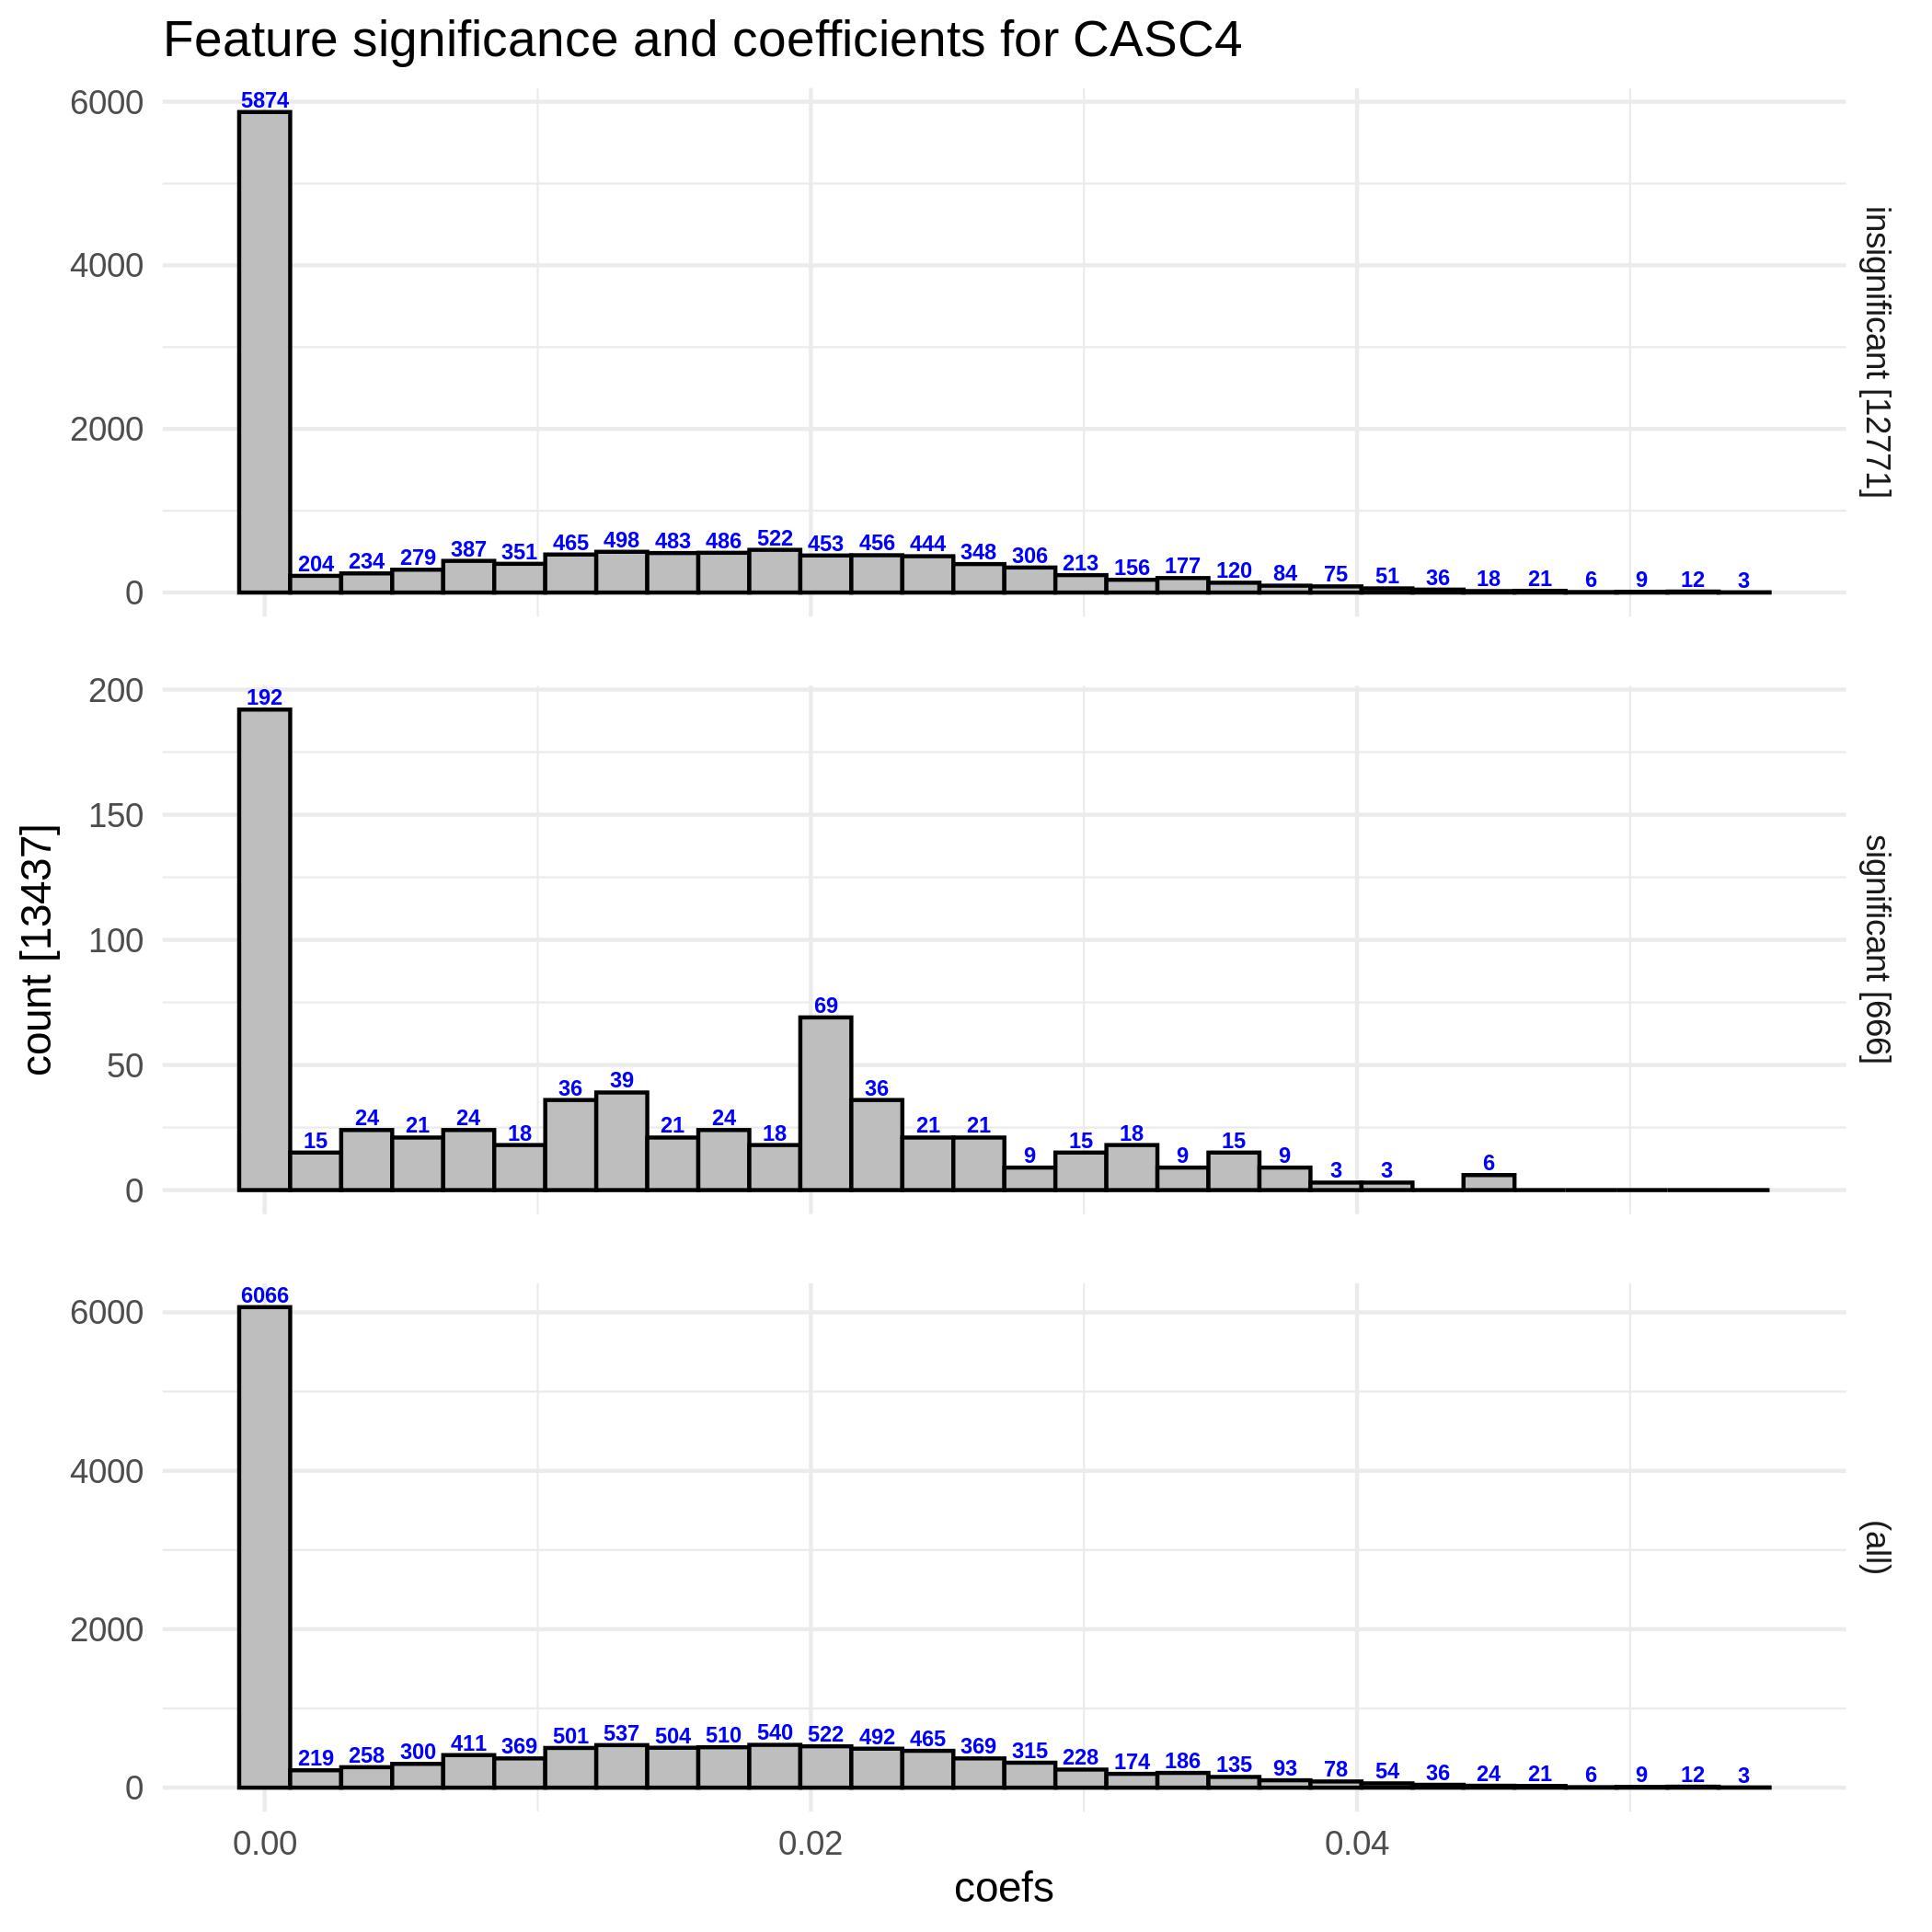 Feature significance and coefficients for CASC4
6000
4000
2000
0
5874
204 234 279 387 351 465 498 483 486 522 453 456 444 348 306 213 156 177 120 84 75 51 36 18 21 6 9 12 3
insignificant [12771]
count [13437]
200
150
100
50
0
192
15 24 21 24 18 36 39 21 24 18 69 36 21 21 9 15 18 9 15 9 3 3 6
significant [666]
6000
4000
2000
0
6066
219 258 300 411 369 501 537 504 510 540 522 492 465 369 315 228 174 186 135 93 78 54 36 24 21 6 9 12 3
(all)
0.00 0.02 0.04
coefs